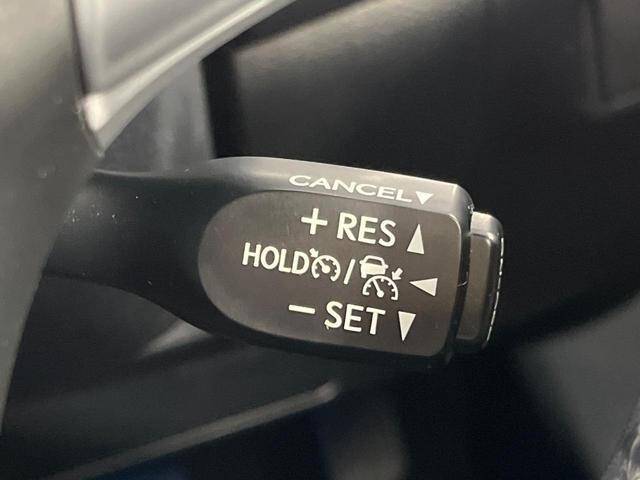 CANCEL▼
+ RES ▲
HOLD / ◀
− SET ▼